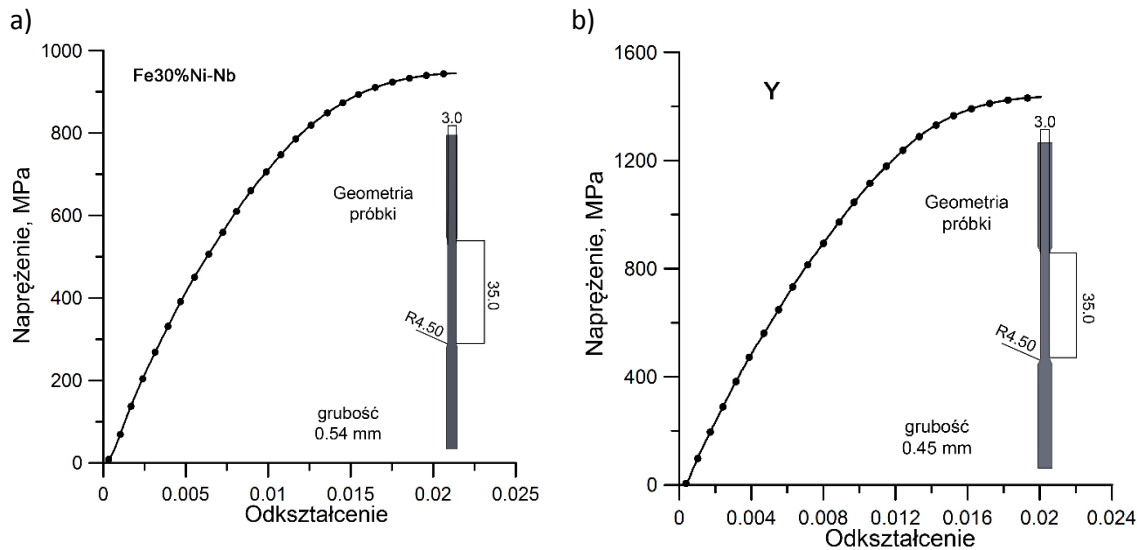 a)
Naprężenie, MPa
1000
800
600
400
200
0
Fe30%Ni-Nb
3.0
Geometria
próbki
35.0
R4.50
grubość
0.54 mm
0
0.005
0.01
0.015
0.02
0.025
Odkształcenie
b)
Naprężenie, MPa
1600
1200
800
400
0
Y
3.0
Geometria
próbki
35.0
R4.50
grubość
0.45 mm
0
0.004
0.008
0.012
0.016
0.02
0.024
Odkształcenie